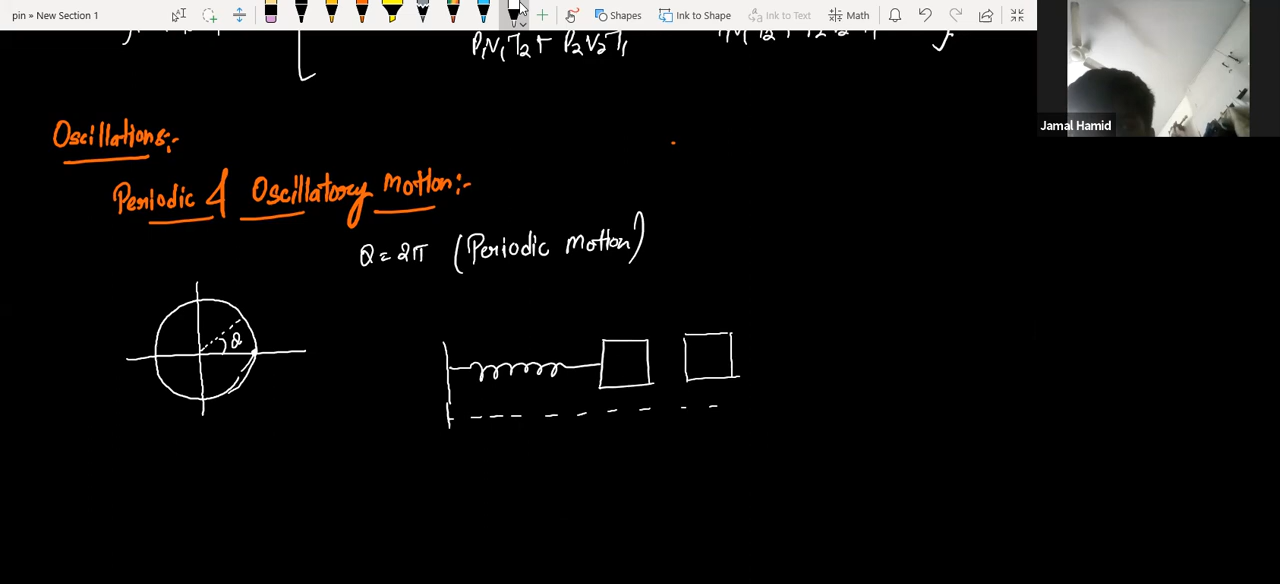 pin » New Section 1
Shapes
Ink to Shape
Ink to Text
Math
P₁V₁T₂ + P₂V₂T₁
Jamal Hamid
Oscillations:-
Periodic & Oscillatory Motion:-
Q = 2π (Periodic Motion)
Q